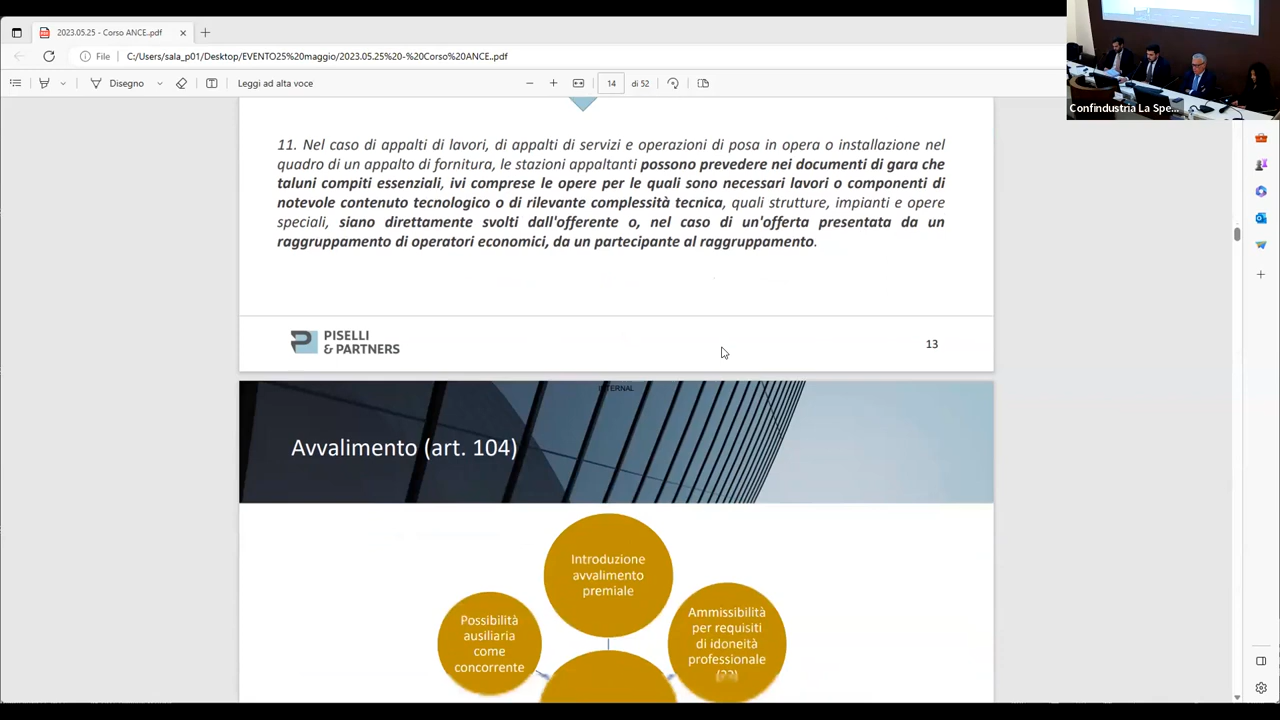 2023.05.25 - Corso ANCE..pdf
File
C:/Users/sala_p01/Desktop/EVENTO25%20maggio/2023.05.25%20-%20Corso%20ANCE..pdf
Disegno
Leggi ad alta voce
14
di 52
Confindustria La Spe...
11. Nel caso di appalti di lavori, di appalti di servizi e operazioni di posa in opera o installazione nel
quadro di un appalto di fornitura, le stazioni appaltanti possono prevedere nei documenti di gara che
taluni compiti essenziali, ivi comprese le opere per le quali sono necessari lavori o componenti di
notevole contenuto tecnologico o di rilevante complessità tecnica, quali strutture, impianti e opere
speciali, siano direttamente svolti dall'offerente o, nel caso di un'offerta presentata da un
raggruppamento di operatori economici, da un partecipante al raggruppamento.
PISELLI
& PARTNERS
13
INTERNAL
Avvalimento (art. 104)
Introduzione
avvalimento
premiale
Possibilità
ausiliaria
come
concorrente
Ammissibilità
per requisiti
di idoneità
professionale
(??)